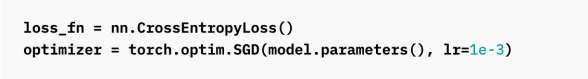 loss_fn = nn.CrossEntropyLoss()
optimizer = torch.optim.SGD(model.parameters(), lr=1e-3)